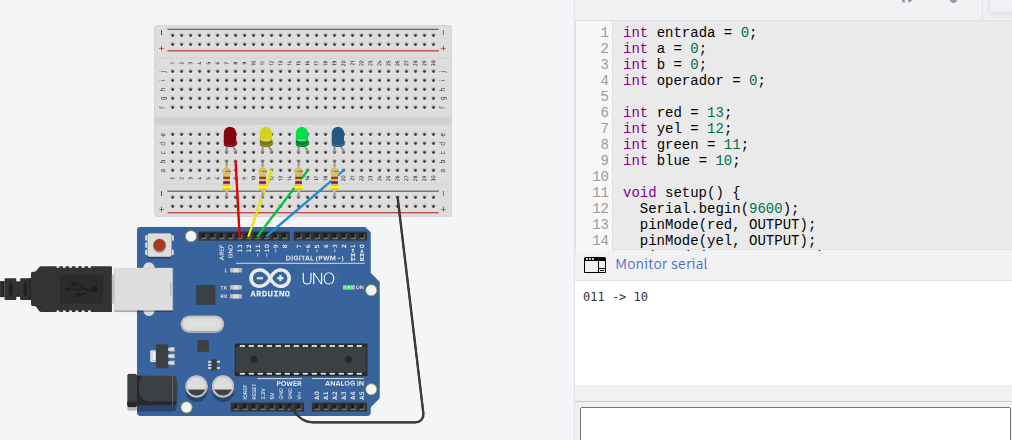 1 int entrada = 0;
2 int a = 0;
3 int b = 0;
4 int operador = 0;
5
6 int red = 13;
7 int yel = 12;
8 int green = 11;
9 int blue = 10;
10
11 void setup() {
12 Serial.begin(9600);
13 pinMode(red, OUTPUT);
14 pinMode(yel, OUTPUT);
Monitor serial
011 -> 10
AREF
GND
13
12
~11
~10
~9
8
7
~6
~5
4
~3
2
TX→1
RX←0
DIGITAL (PWM~)
L
TX
RX
ARDUINO
UNO
ON
POWER
ANALOG IN
IOREF
RESET
3.3V
5V
GND
GND
Vin
A0
A1
A2
A3
A4
A5